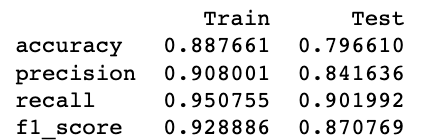 Train Test
accuracy 0.887661 0.796610
precision 0.908001 0.841636
recall 0.950755 0.901992
f1_score 0.928886 0.870769